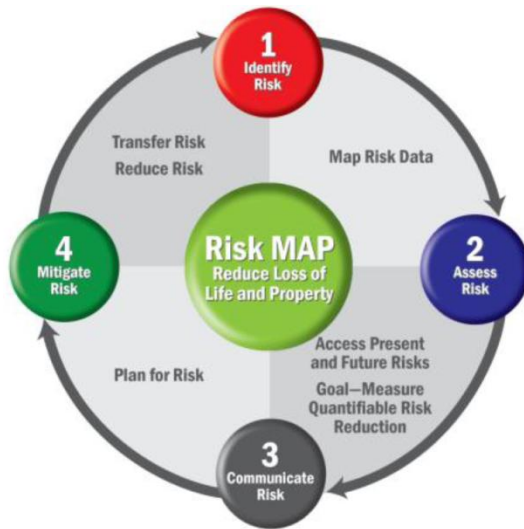 1
Identify
Risk
Transfer Risk
Reduce Risk
Map Risk Data
4
Mitigate
Risk
Risk MAP
Reduce Loss of
Life and Property
2
Assess
Risk
Plan for Risk
Access Present
and Future Risks
Goal—Measure
Quantifiable Risk
Reduction
3
Communicate
Risk